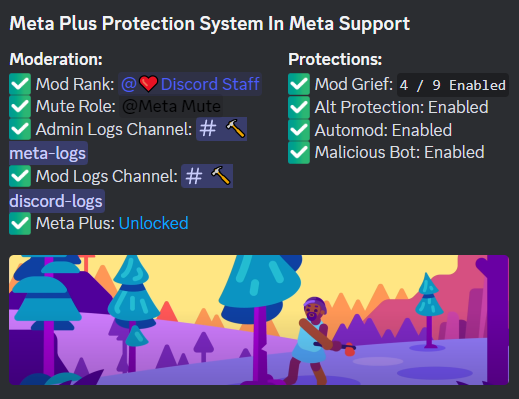 Meta Plus Protection System In Meta Support
Moderation:
Mod Rank: @❤️Discord Staff
Mute Role: @Meta Mute
Admin Logs Channel: # 🔨
meta-logs
Mod Logs Channel: # 🔨
discord-logs
Meta Plus: Unlocked
Protections:
Mod Grief: 4 / 9 Enabled
Alt Protection: Enabled
Automod: Enabled
Malicious Bot: Enabled